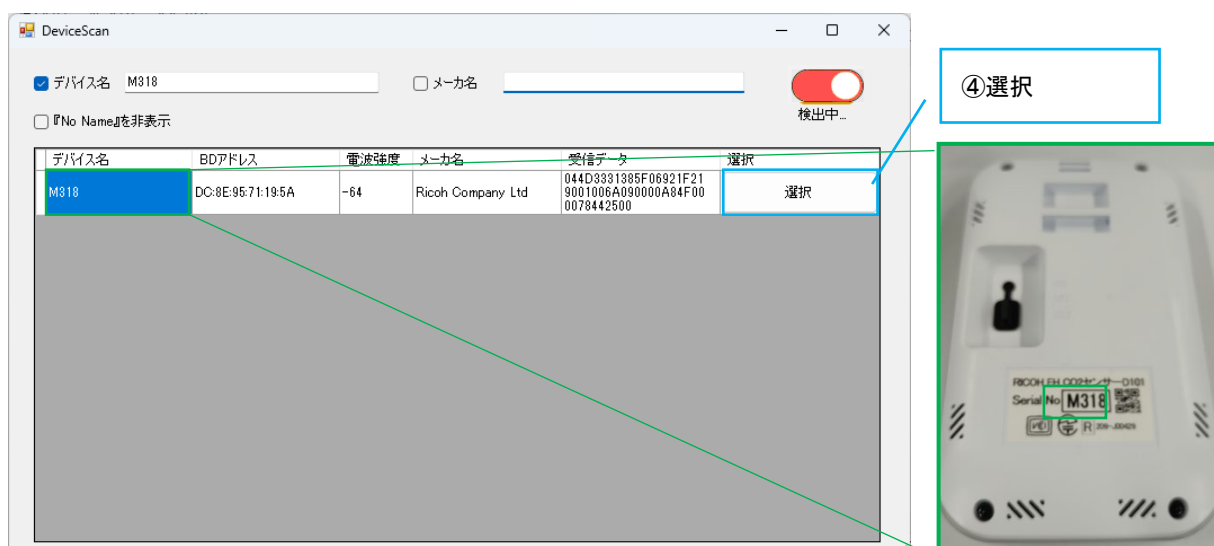 DeviceScan
デバイス名 M318 メーカ名
検出中...
『No Name』を非表示
デバイス名 BDアドレス 電波強度 メーカ名 受信データ 選択
M318 DC:8E:95:71:19:5A -64 Ricoh Company Ltd 044D3331385F06921F21
9001006A090000A84F00
0078442500
選択
④選択
RICOH EH CO2センサーD101
Serial No M318
R